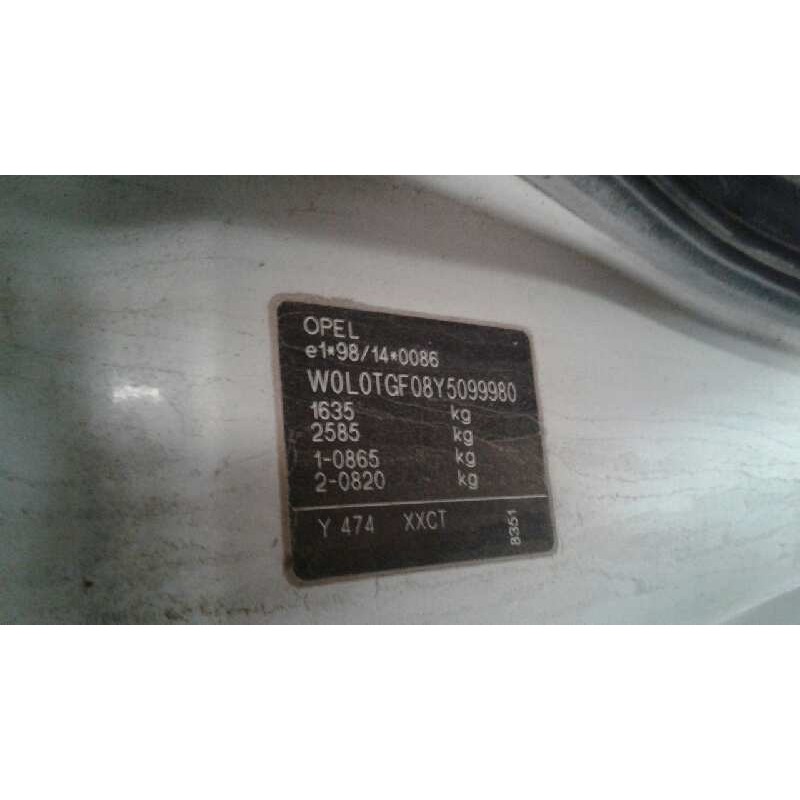 OPEL
e1*98/14*0086
W0L0TGF08Y5099980
1635 kg
2585 kg
1-0865 kg
2-0820 kg
Y 474 XXCT
8351